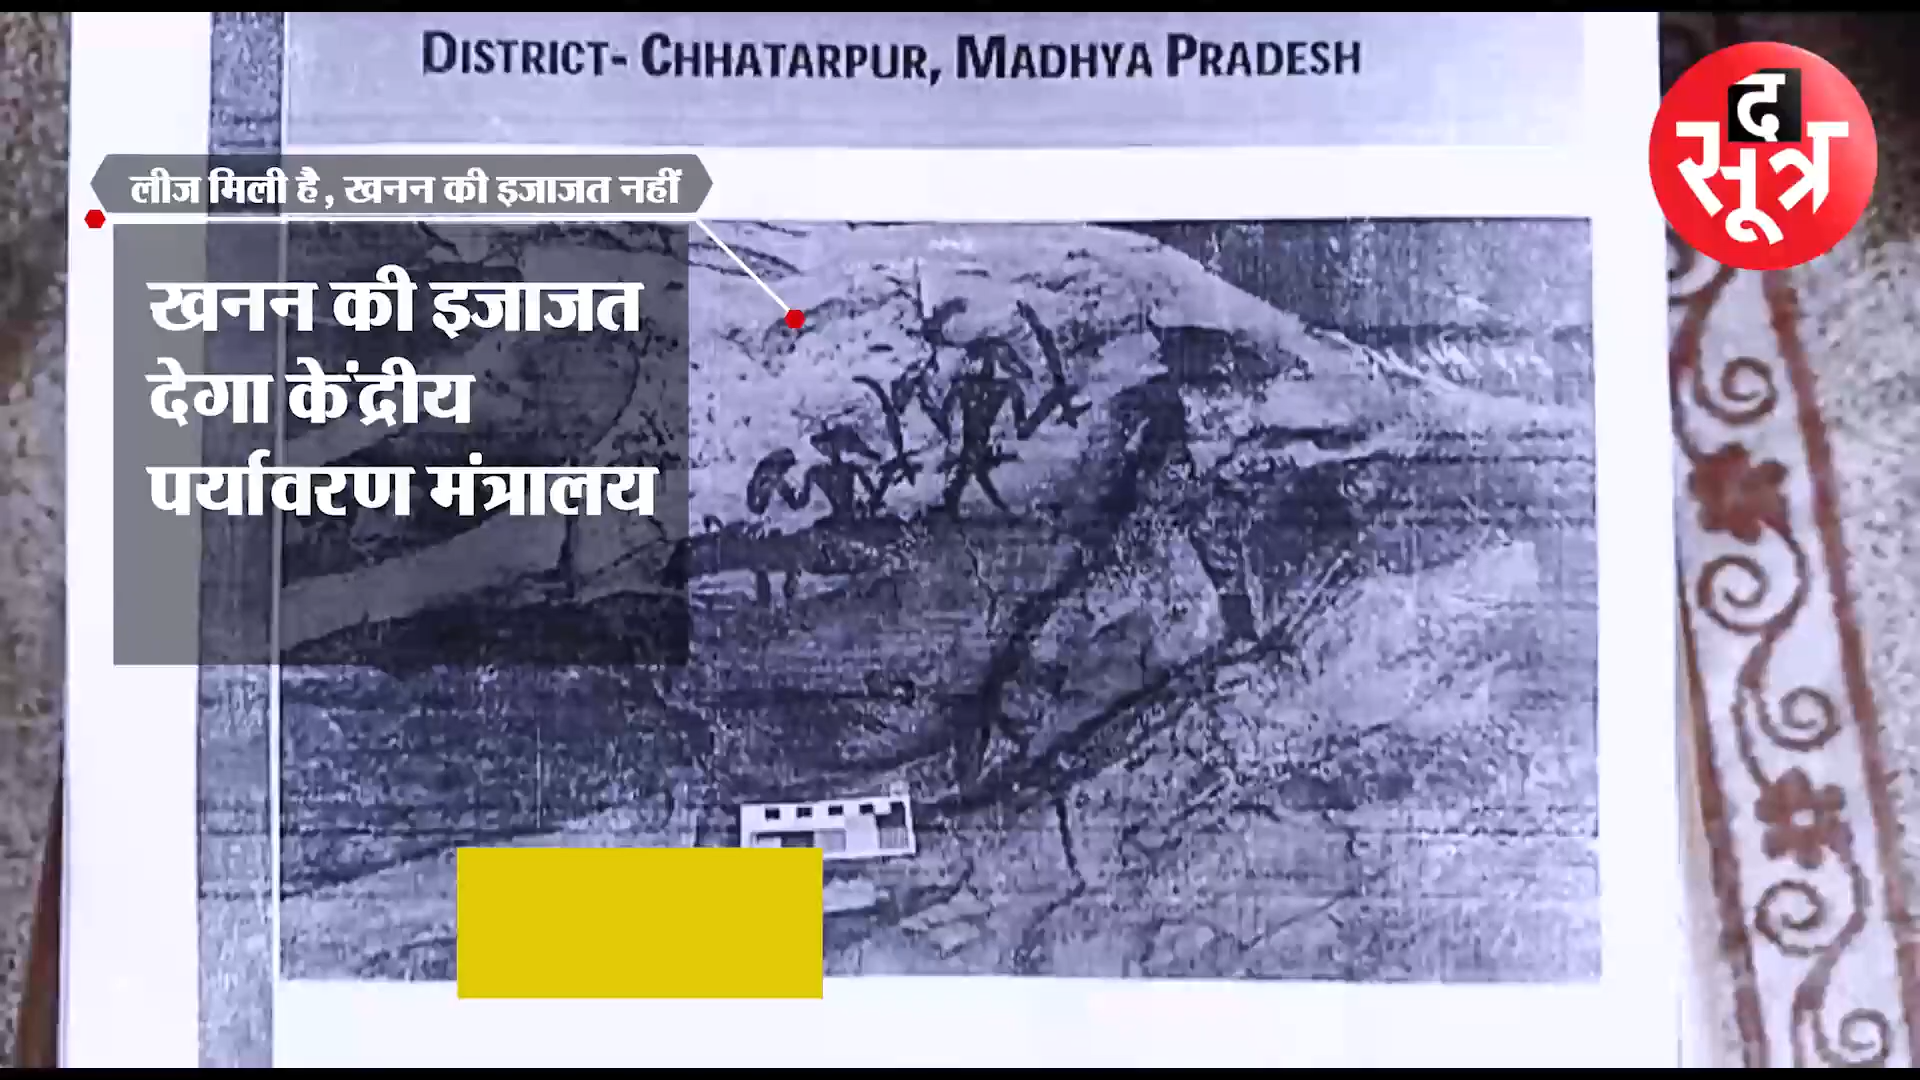 DISTRICT- CHHATARPUR, MADHYA PRADESH
द
सूत्र
लीज मिली है, खनन की इजाजत नहीं
खनन की इजाजत
देगा केंद्रीय
पर्यावरण मंत्रालय